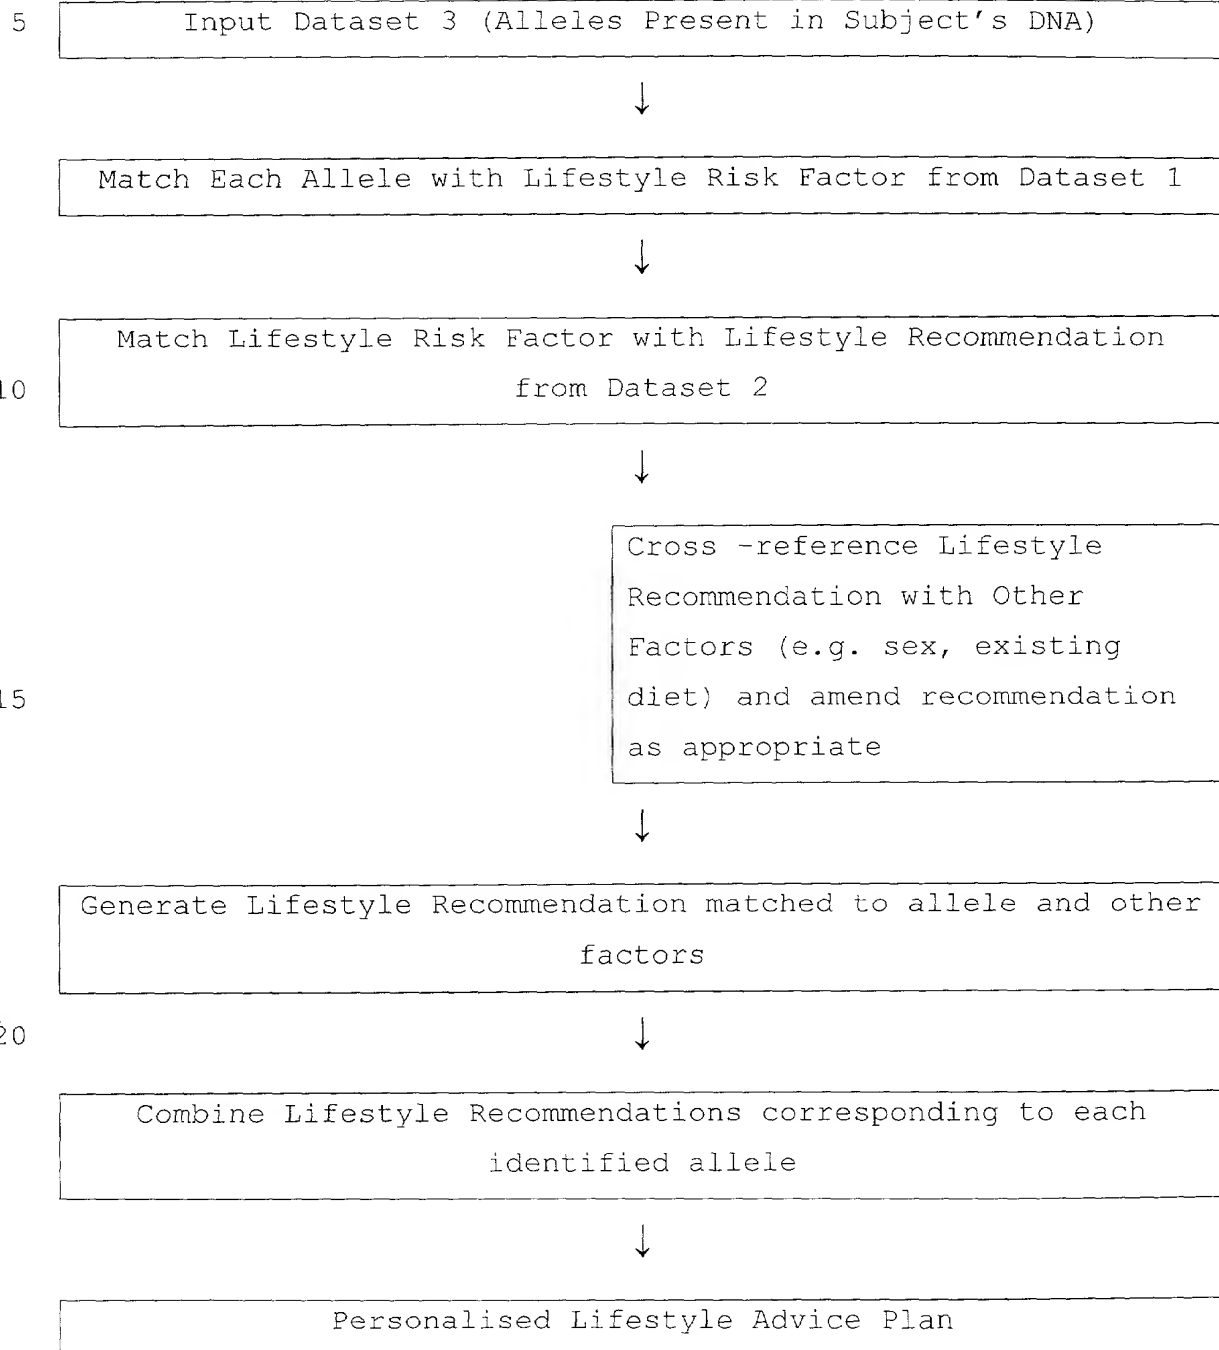 5 Input Dataset 3 (Alleles Present in Subject's DNA)
↓
Match Each Allele with Lifestyle Risk Factor from Dataset 1
↓
Match Lifestyle Risk Factor with Lifestyle Recommendation
10 from Dataset 2
↓
Cross -reference Lifestyle
Recommendation with Other
Factors (e.g. sex, existing
15 diet) and amend recommendation
as appropriate
↓
Generate Lifestyle Recommendation matched to allele and other
factors
20 ↓
Combine Lifestyle Recommendations corresponding to each
identified allele
↓
Personalised Lifestyle Advice Plan